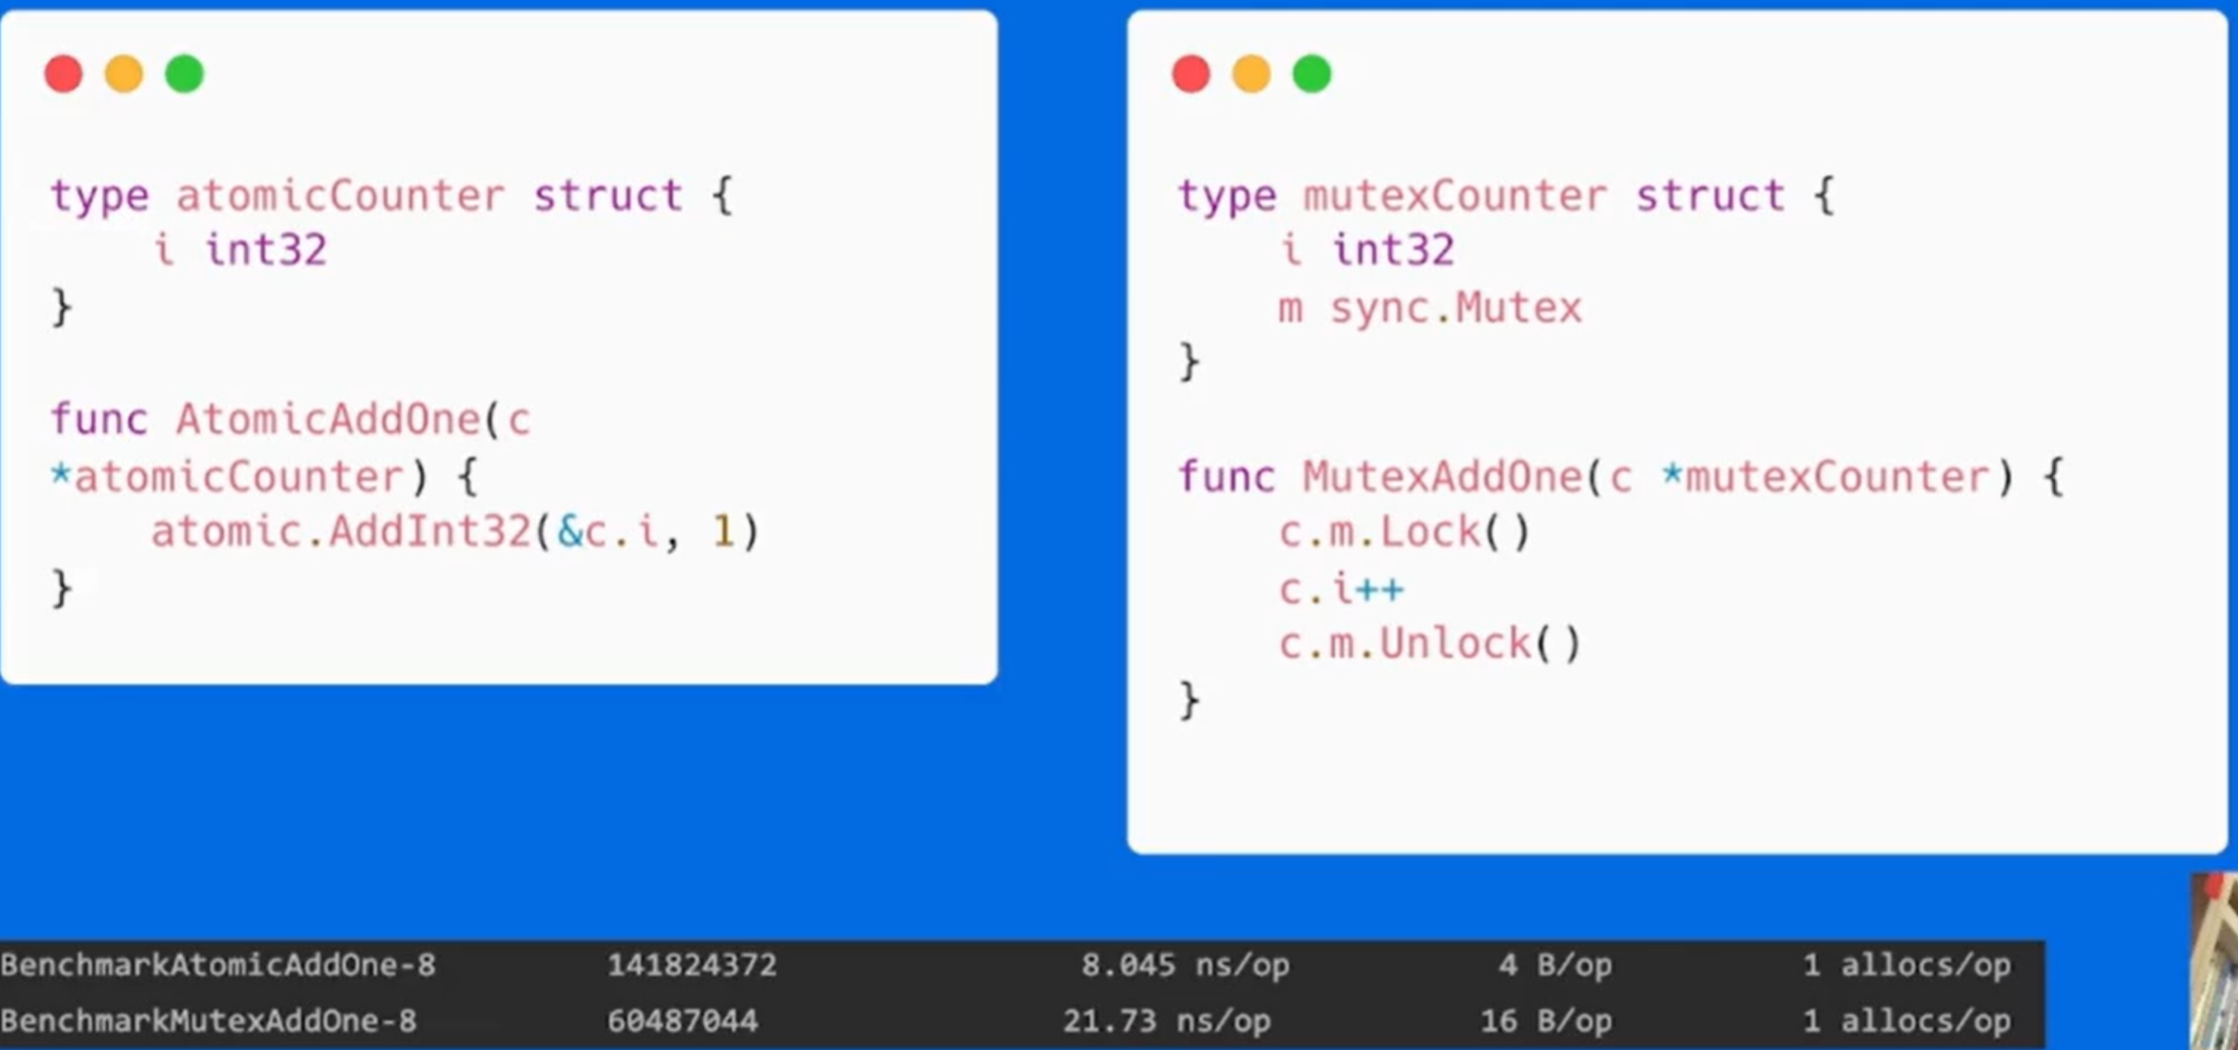 type atomicCounter struct {
    i int32
}

func AtomicAddOne(c
*atomicCounter) {
    atomic.AddInt32(&c.i, 1)
}

type mutexCounter struct {
    i int32
    m sync.Mutex
}

func MutexAddOne(c *mutexCounter) {
    c.m.Lock()
    c.i++
    c.m.Unlock()
}

BenchmarkAtomicAddOne-8 141824372 8.045 ns/op 4 B/op 1 allocs/op
BenchmarkMutexAddOne-8 60487044 21.73 ns/op 16 B/op 1 allocs/op